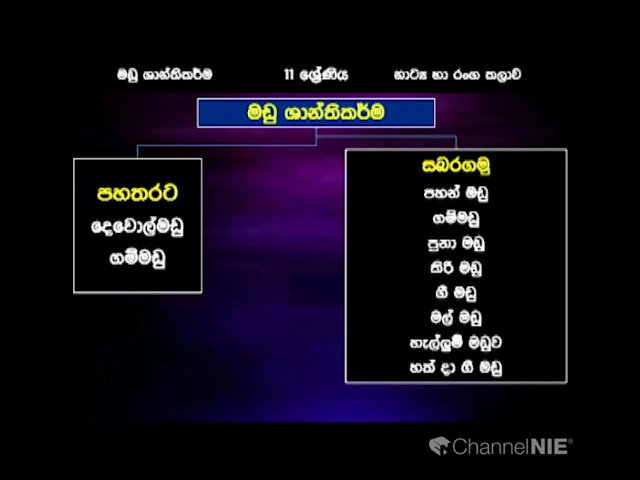 මඩු ශාන්තිකර්ම 11 ශ්‍රේණිය නාට්‍ය හා රංග කලාව
මඩු ශාන්තිකර්ම
පහතරට
දෙවොල්මඩු
ගම්මඩු
සබරගමු
පහන් මඩු
ගම්මඩු
පූනා මඩු
කිරි මඩු
ගී මඩු
මල් මඩු
හැල්ලුම් මඩුව
හත් දා ගී මඩු
ChannelNIE